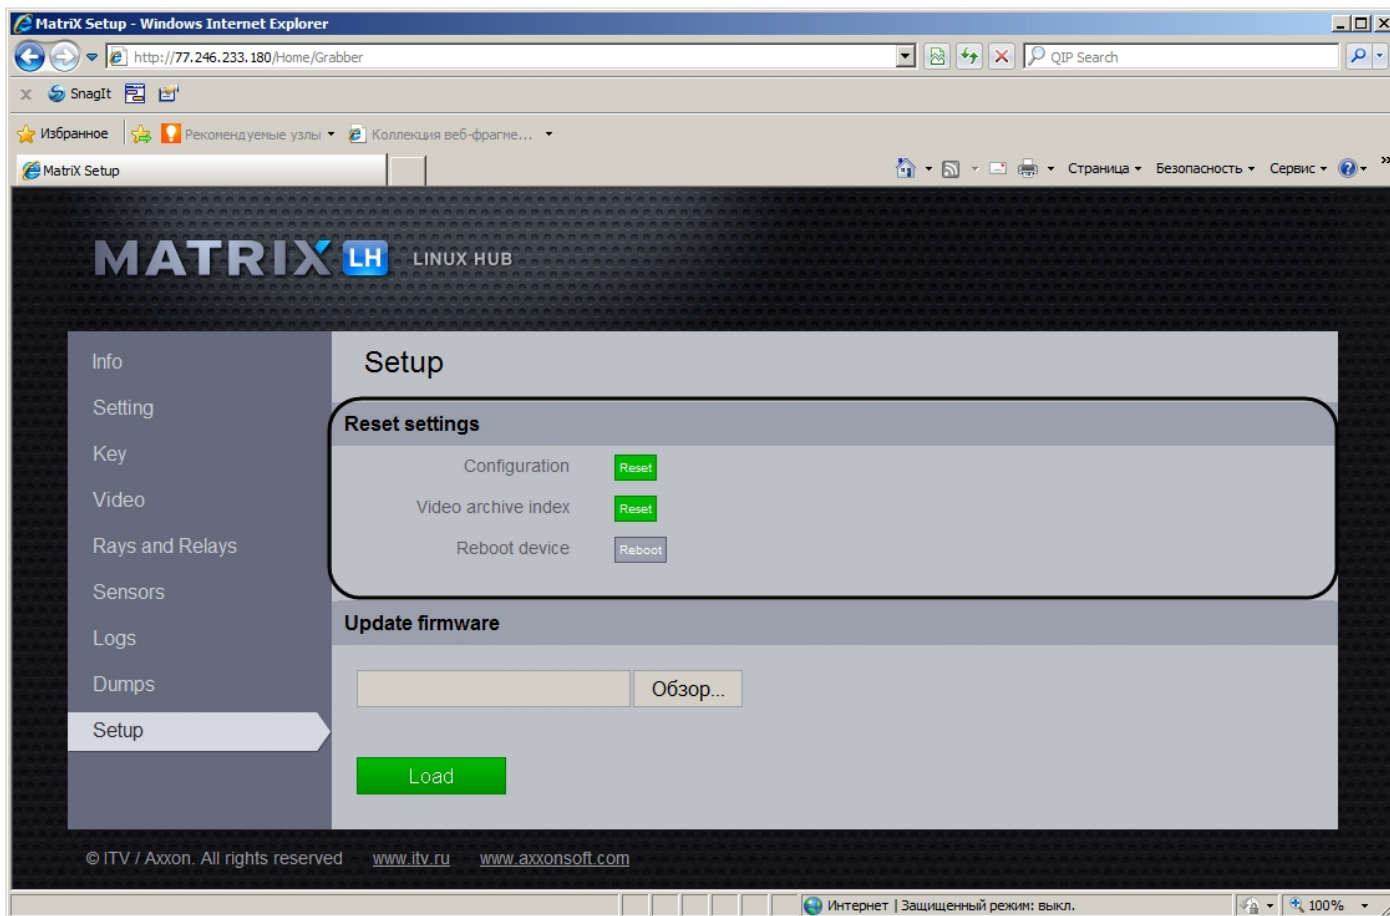 MatriX Setup - Windows Internet Explorer
http://77.246.233.180/Home/Grabber
QIP Search
x SnagIt
Избранное Рекомендуемые узлы Коллекция веб-фрагме...
MatriX Setup
Страница Безопасность Сервис
MATRIX LH LINUX HUB
Info
Setting
Key
Video
Rays and Relays
Sensors
Logs
Dumps
Setup
Setup
Reset settings
Configuration Reset
Video archive index Reset
Reboot device Reboot
Update firmware
Обзор...
Load
© ITV / Axxon. All rights reserved www.itv.ru www.axxonsoft.com
Интернет | Защищенный режим: выкл. 100%